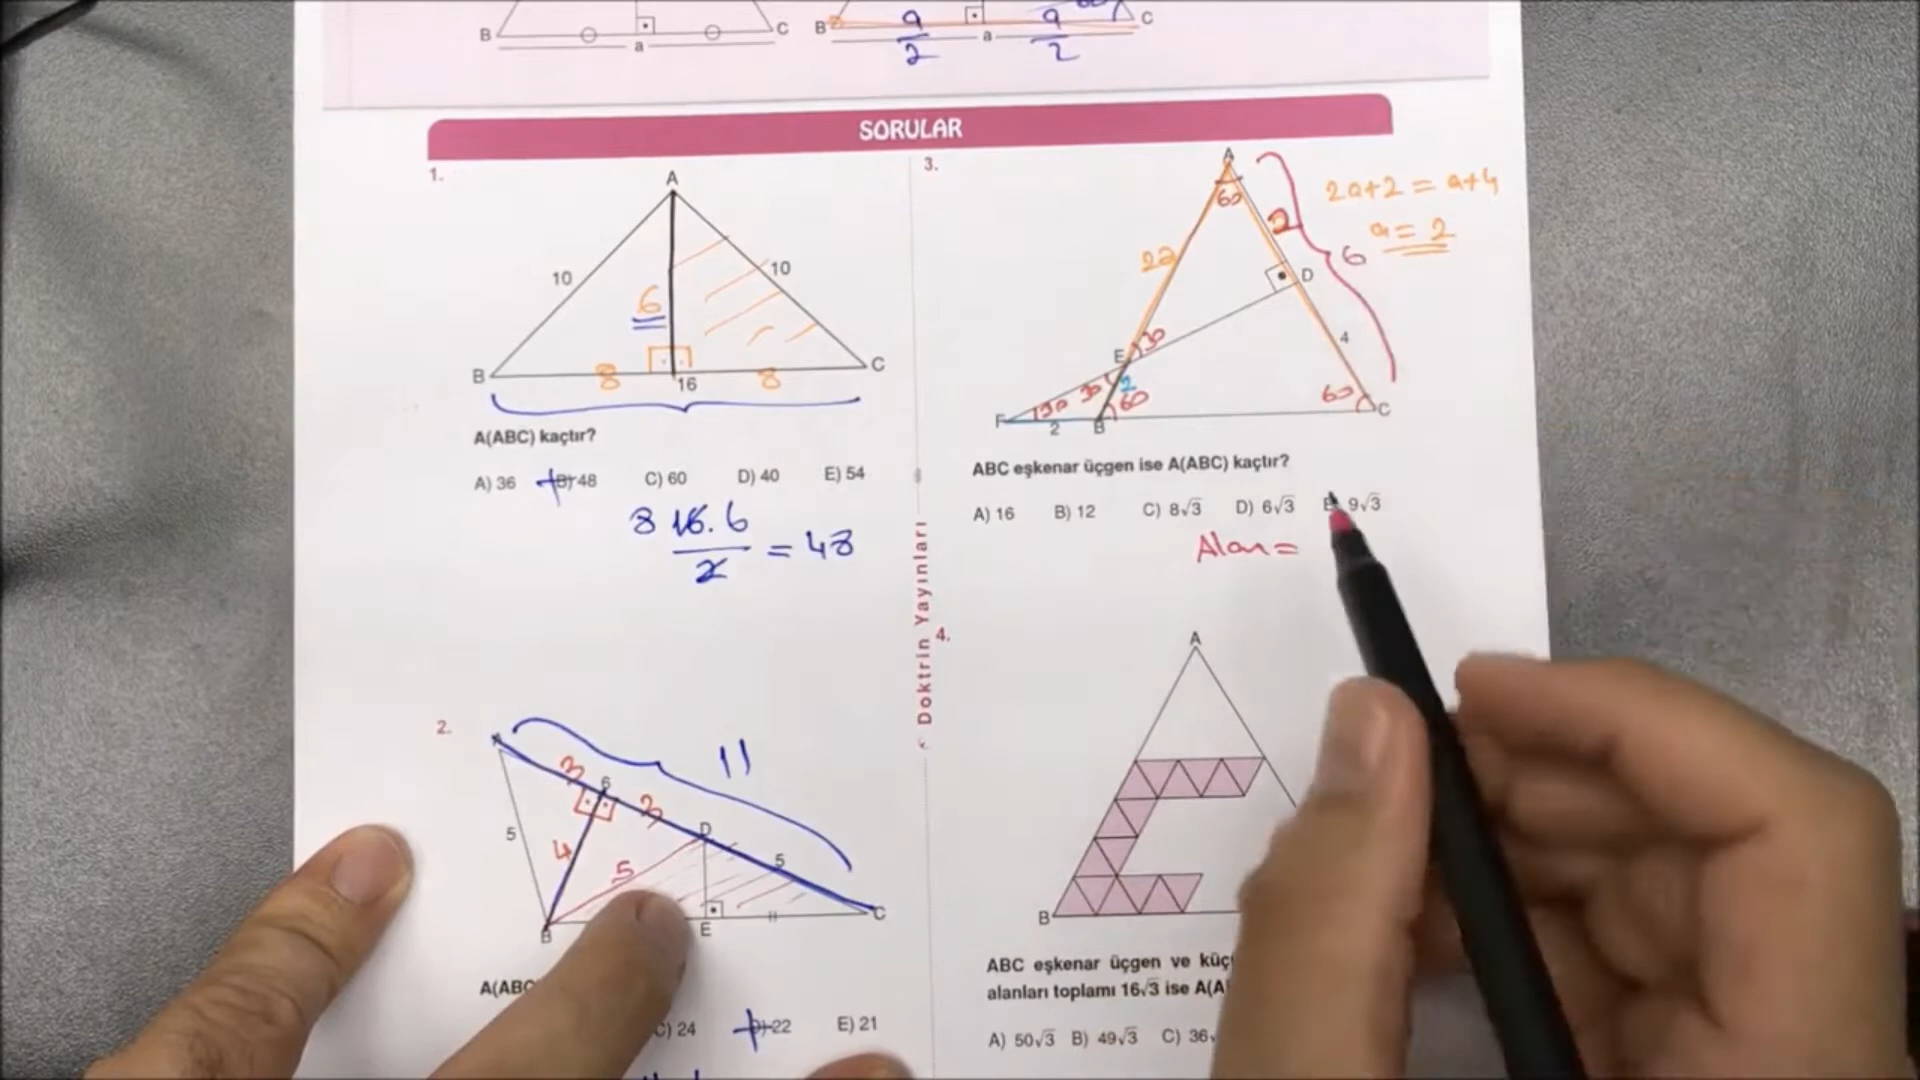 B C a
B a C
a/2 a/2
SORULAR
1.
A
10 10
6
B 8 16 8 C
A(ABC) kaçtır?
A) 36 B) 48 C) 60 D) 40 E) 54
8 16.6/2 = 48
2.
A 11
3 6
3
D
5 4 5 5
B E C
A(ABC
C) 24 D) 22 E) 21
Doktrin Yayınları
3.
A
60 2a+2 = a+4
2 a = 2
2a 6
D
E 30 4
30 2
F 30 60 60 C
2 B
ABC eşkenar üçgen ise A(ABC) kaçtır?
A) 16 B) 12 C) 8√3 D) 6√3 E) 9√3
Alan =
4.
A
B
ABC eşkenar üçgen ve küç
alanları toplamı 16√3 ise A(A
A) 50√3 B) 49√3 C) 36